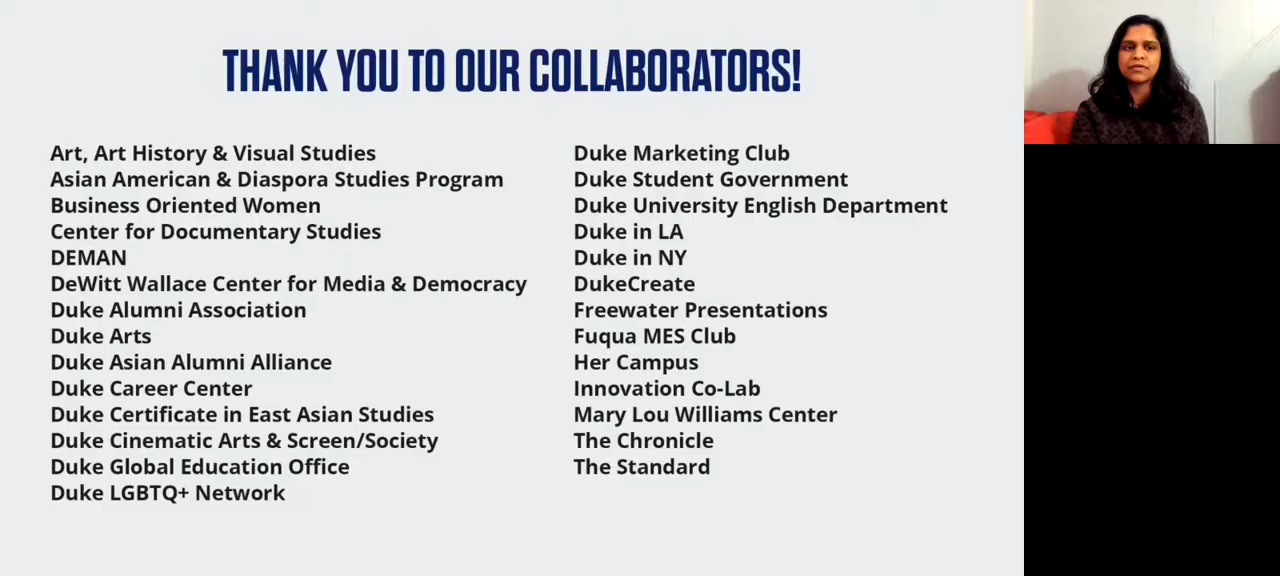 THANK YOU TO OUR COLLABORATORS!
Art, Art History & Visual Studies
Asian American & Diaspora Studies Program
Business Oriented Women
Center for Documentary Studies
DEMAN
DeWitt Wallace Center for Media & Democracy
Duke Alumni Association
Duke Arts
Duke Asian Alumni Alliance
Duke Career Center
Duke Certificate in East Asian Studies
Duke Cinematic Arts & Screen/Society
Duke Global Education Office
Duke LGBTQ+ Network
Duke Marketing Club
Duke Student Government
Duke University English Department
Duke in LA
Duke in NY
DukeCreate
Freewater Presentations
Fuqua MES Club
Her Campus
Innovation Co-Lab
Mary Lou Williams Center
The Chronicle
The Standard